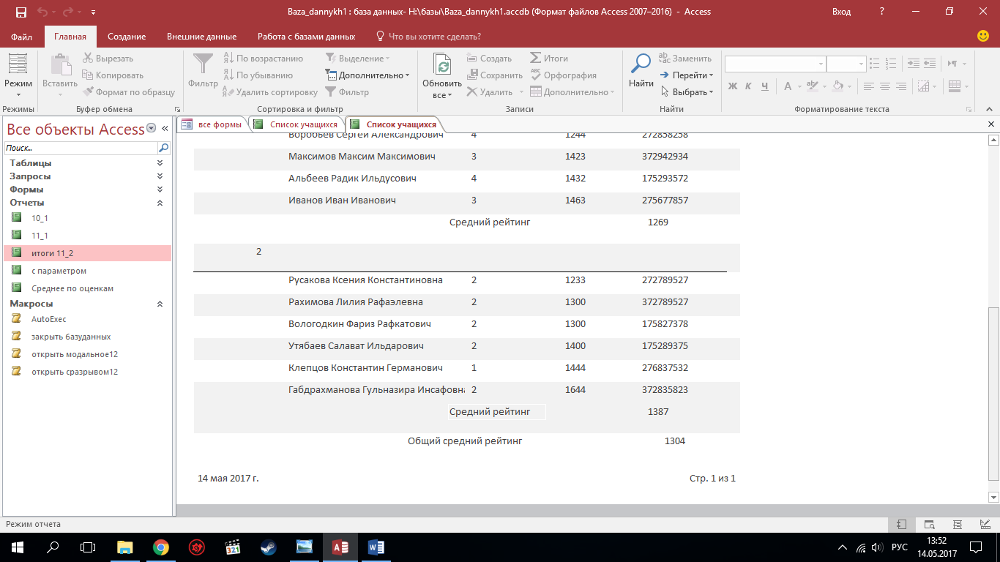 Baza_dannykh1 : база данных- H:\базы\Baza_dannykh1.accdb (Формат файлов Access 2007–2016) - Access
Вход ?
Файл Главная Создание Внешние данные Работа с базами данных Что вы хотите сделать?
Режим
Режимы
Вставить
Вырезать
Копировать
Формат по образцу
Буфер обмена
Фильтр
По возрастанию
По убыванию
Удалить сортировку
Выделение
Дополнительно
Фильтр
Сортировка и фильтр
Обновить
все
Создать
Сохранить
Удалить
Итоги
Орфография
Дополнительно
Записи
Найти
Заменить
Перейти
Выбрать
Найти
Ж К Ч
Форматирование текста
Все объекты Access
Поиск...
Таблицы
Запросы
Формы
Отчеты
10_1
11_1
итоги 11_2
с параметром
Среднее по оценкам
Макросы
AutoExec
закрыть базуданных
открыть модальное12
открыть сразрывом12
все формы Список учащихся Список учащихся
Воробьев Сергей Александрович 4 1244 272858258
Максимов Максим Максимович 3 1423 372942934
Альбеев Радик Ильдусович 4 1432 175293572
Иванов Иван Иванович 3 1463 275677857
Средний рейтинг 1269
2
Русакова Ксения Константиновна 2 1233 272789527
Рахимова Лилия Рафаэлевна 2 1300 372789527
Вологодкин Фариз Рафкатович 2 1300 175827378
Утябаев Салават Ильдарович 2 1400 175289375
Клепцов Константин Германович 1 1444 276837532
Габдрахманова Гульназира Инсафовна 2 1644 372835823
Средний рейтинг 1387
Общий средний рейтинг 1304
14 мая 2017 г. Стр. 1 из 1
Режим отчета
РУС
13:52
14.05.2017